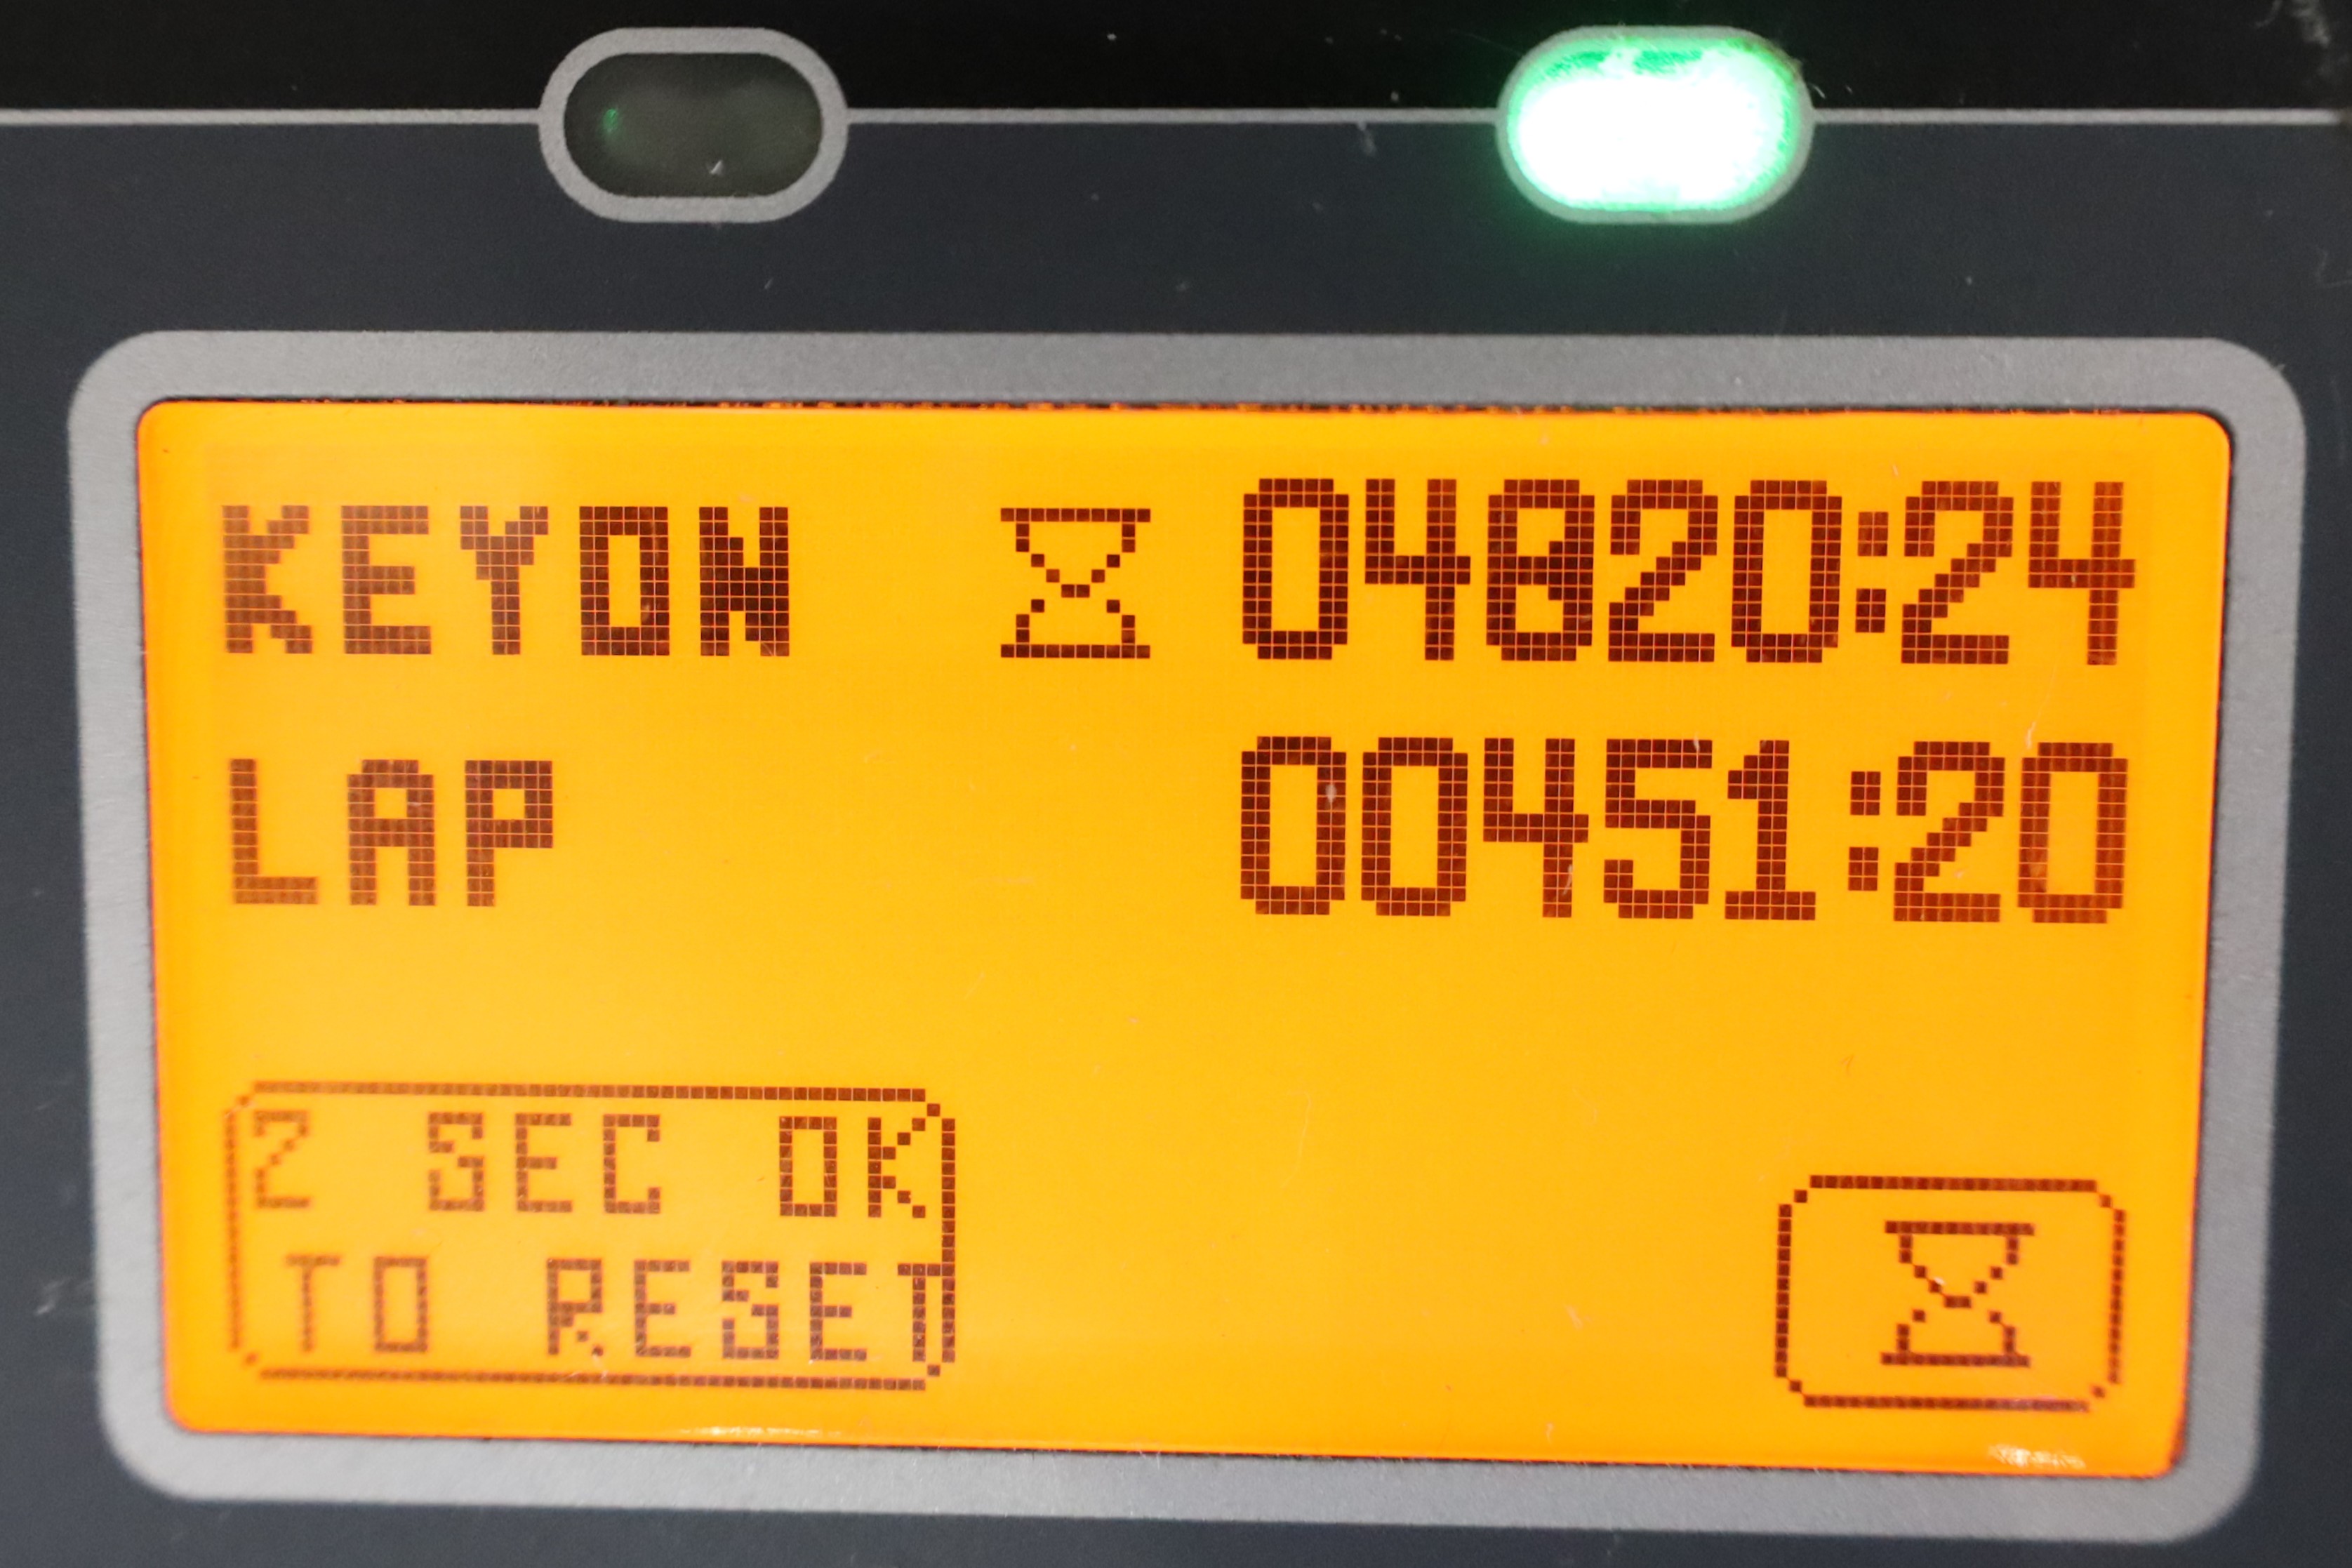 KEYON 04820:24
LAP 00451:20
2 SEC OK
TO RESET